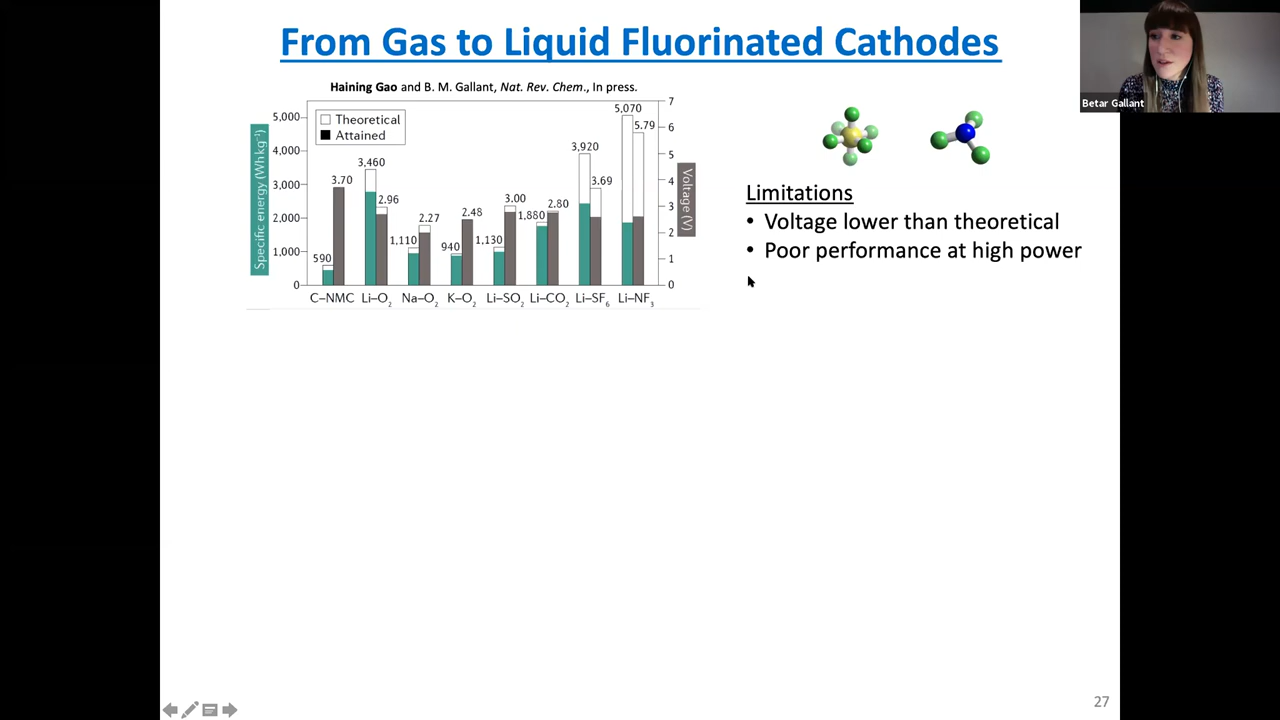 From Gas to Liquid Fluorinated Cathodes
Betar Gallant
Haining Gao and B. M. Gallant, Nat. Rev. Chem., In press.
Specific energy (Wh kg⁻¹)
5,000
4,000
3,000
2,000
1,000
0
Theoretical
Attained
590
3.70
3,460
2.96
1,110
2.27
940
2.48
1,130
3.00
1,880
2.80
3,920
3.69
5,070
5.79
7
6
5
4
3
2
1
0
Voltage (V)
C–NMC Li–O₂ Na–O₂ K–O₂ Li–SO₂ Li–CO₂ Li–SF₆ Li–NF₃
Limitations
• Voltage lower than theoretical
• Poor performance at high power
27